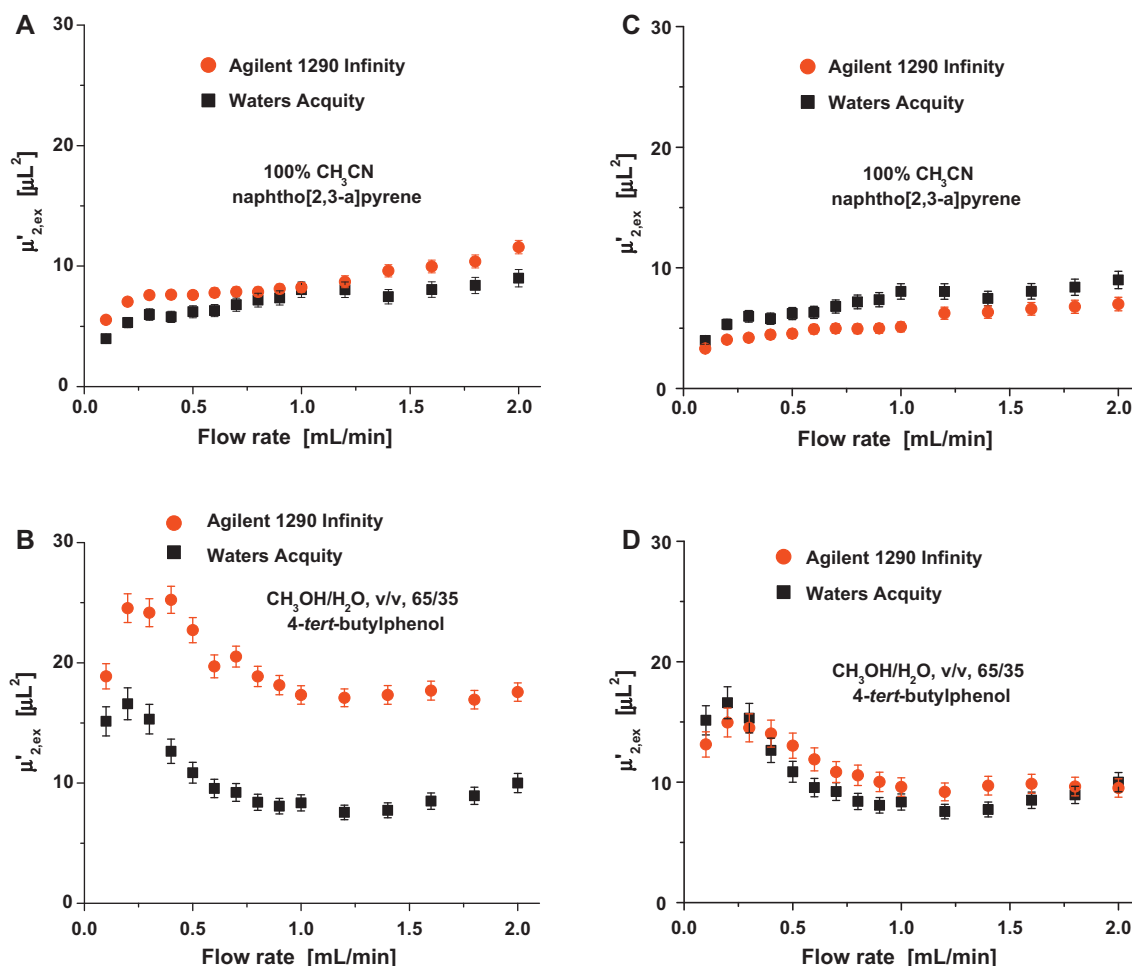 A
30
20
10
0
μ'2,ex [μL²]
Agilent 1290 Infinity
Waters Acquity
100% CH₃CN
naphtho[2,3-a]pyrene
0.0 0.5 1.0 1.5 2.0
Flow rate [mL/min]
C
30
20
10
0
μ'2,ex [μL²]
Agilent 1290 Infinity
Waters Acquity
100% CH₃CN
naphtho[2,3-a]pyrene
0.0 0.5 1.0 1.5 2.0
Flow rate [mL/min]
B
30
20
10
0
μ'2,ex [μL²]
Agilent 1290 Infinity
Waters Acquity
CH₃OH/H₂O, v/v, 65/35
4-tert-butylphenol
0.0 0.5 1.0 1.5 2.0
Flow rate [mL/min]
D
30
20
10
0
μ'2,ex [μL²]
Agilent 1290 Infinity
Waters Acquity
CH₃OH/H₂O, v/v, 65/35
4-tert-butylphenol
0.0 0.5 1.0 1.5 2.0
Flow rate [mL/min]